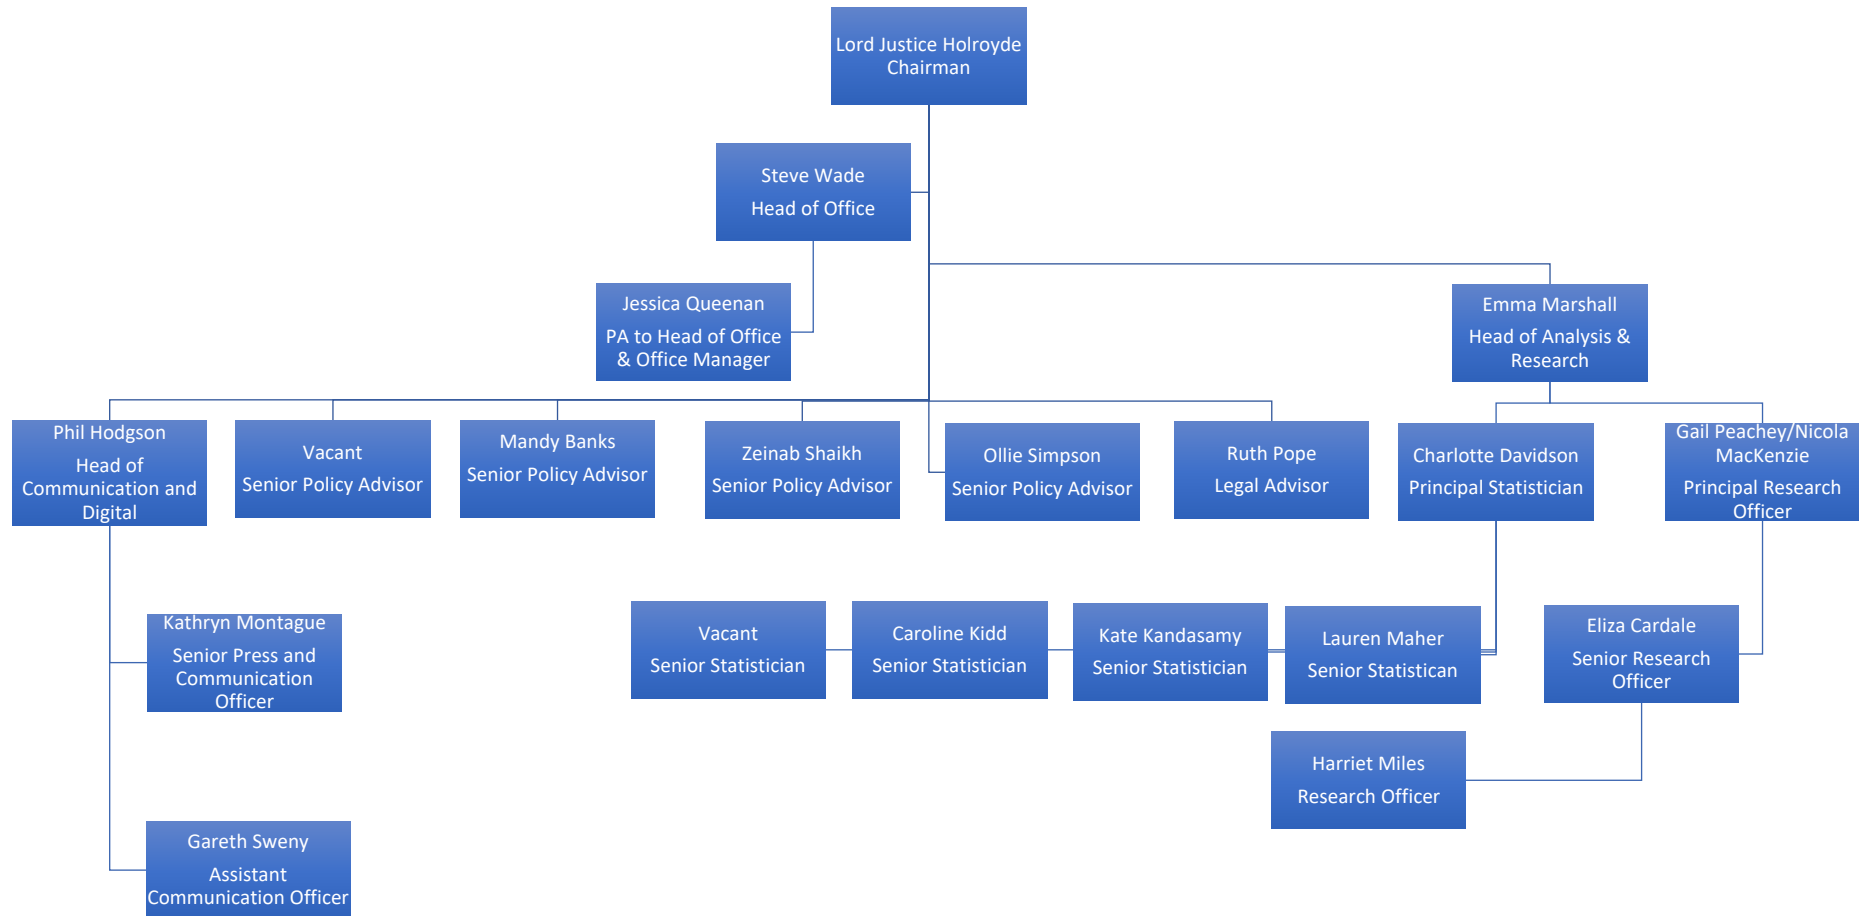 Lord Justice Holroyde
Chairman
Steve Wade
Head of Office
Jessica Queenan
PA to Head of Office
& Office Manager
Emma Marshall
Head of Analysis &
Research
Phil Hodgson
Head of
Communication and
Digital
Vacant
Senior Policy Advisor
Mandy Banks
Senior Policy Advisor
Zeinab Shaikh
Senior Policy Advisor
Ollie Simpson
Senior Policy Advisor
Ruth Pope
Legal Advisor
Charlotte Davidson
Principal Statistician
Gail Peachey/Nicola
MacKenzie
Principal Research
Officer
Kathryn Montague
Senior Press and
Communication
Officer
Vacant
Senior Statistician
Caroline Kidd
Senior Statistician
Kate Kandasamy
Senior Statistician
Lauren Maher
Senior Statistican
Eliza Cardale
Senior Research
Officer
Harriet Miles
Research Officer
Gareth Sweny
Assistant
Communication Officer